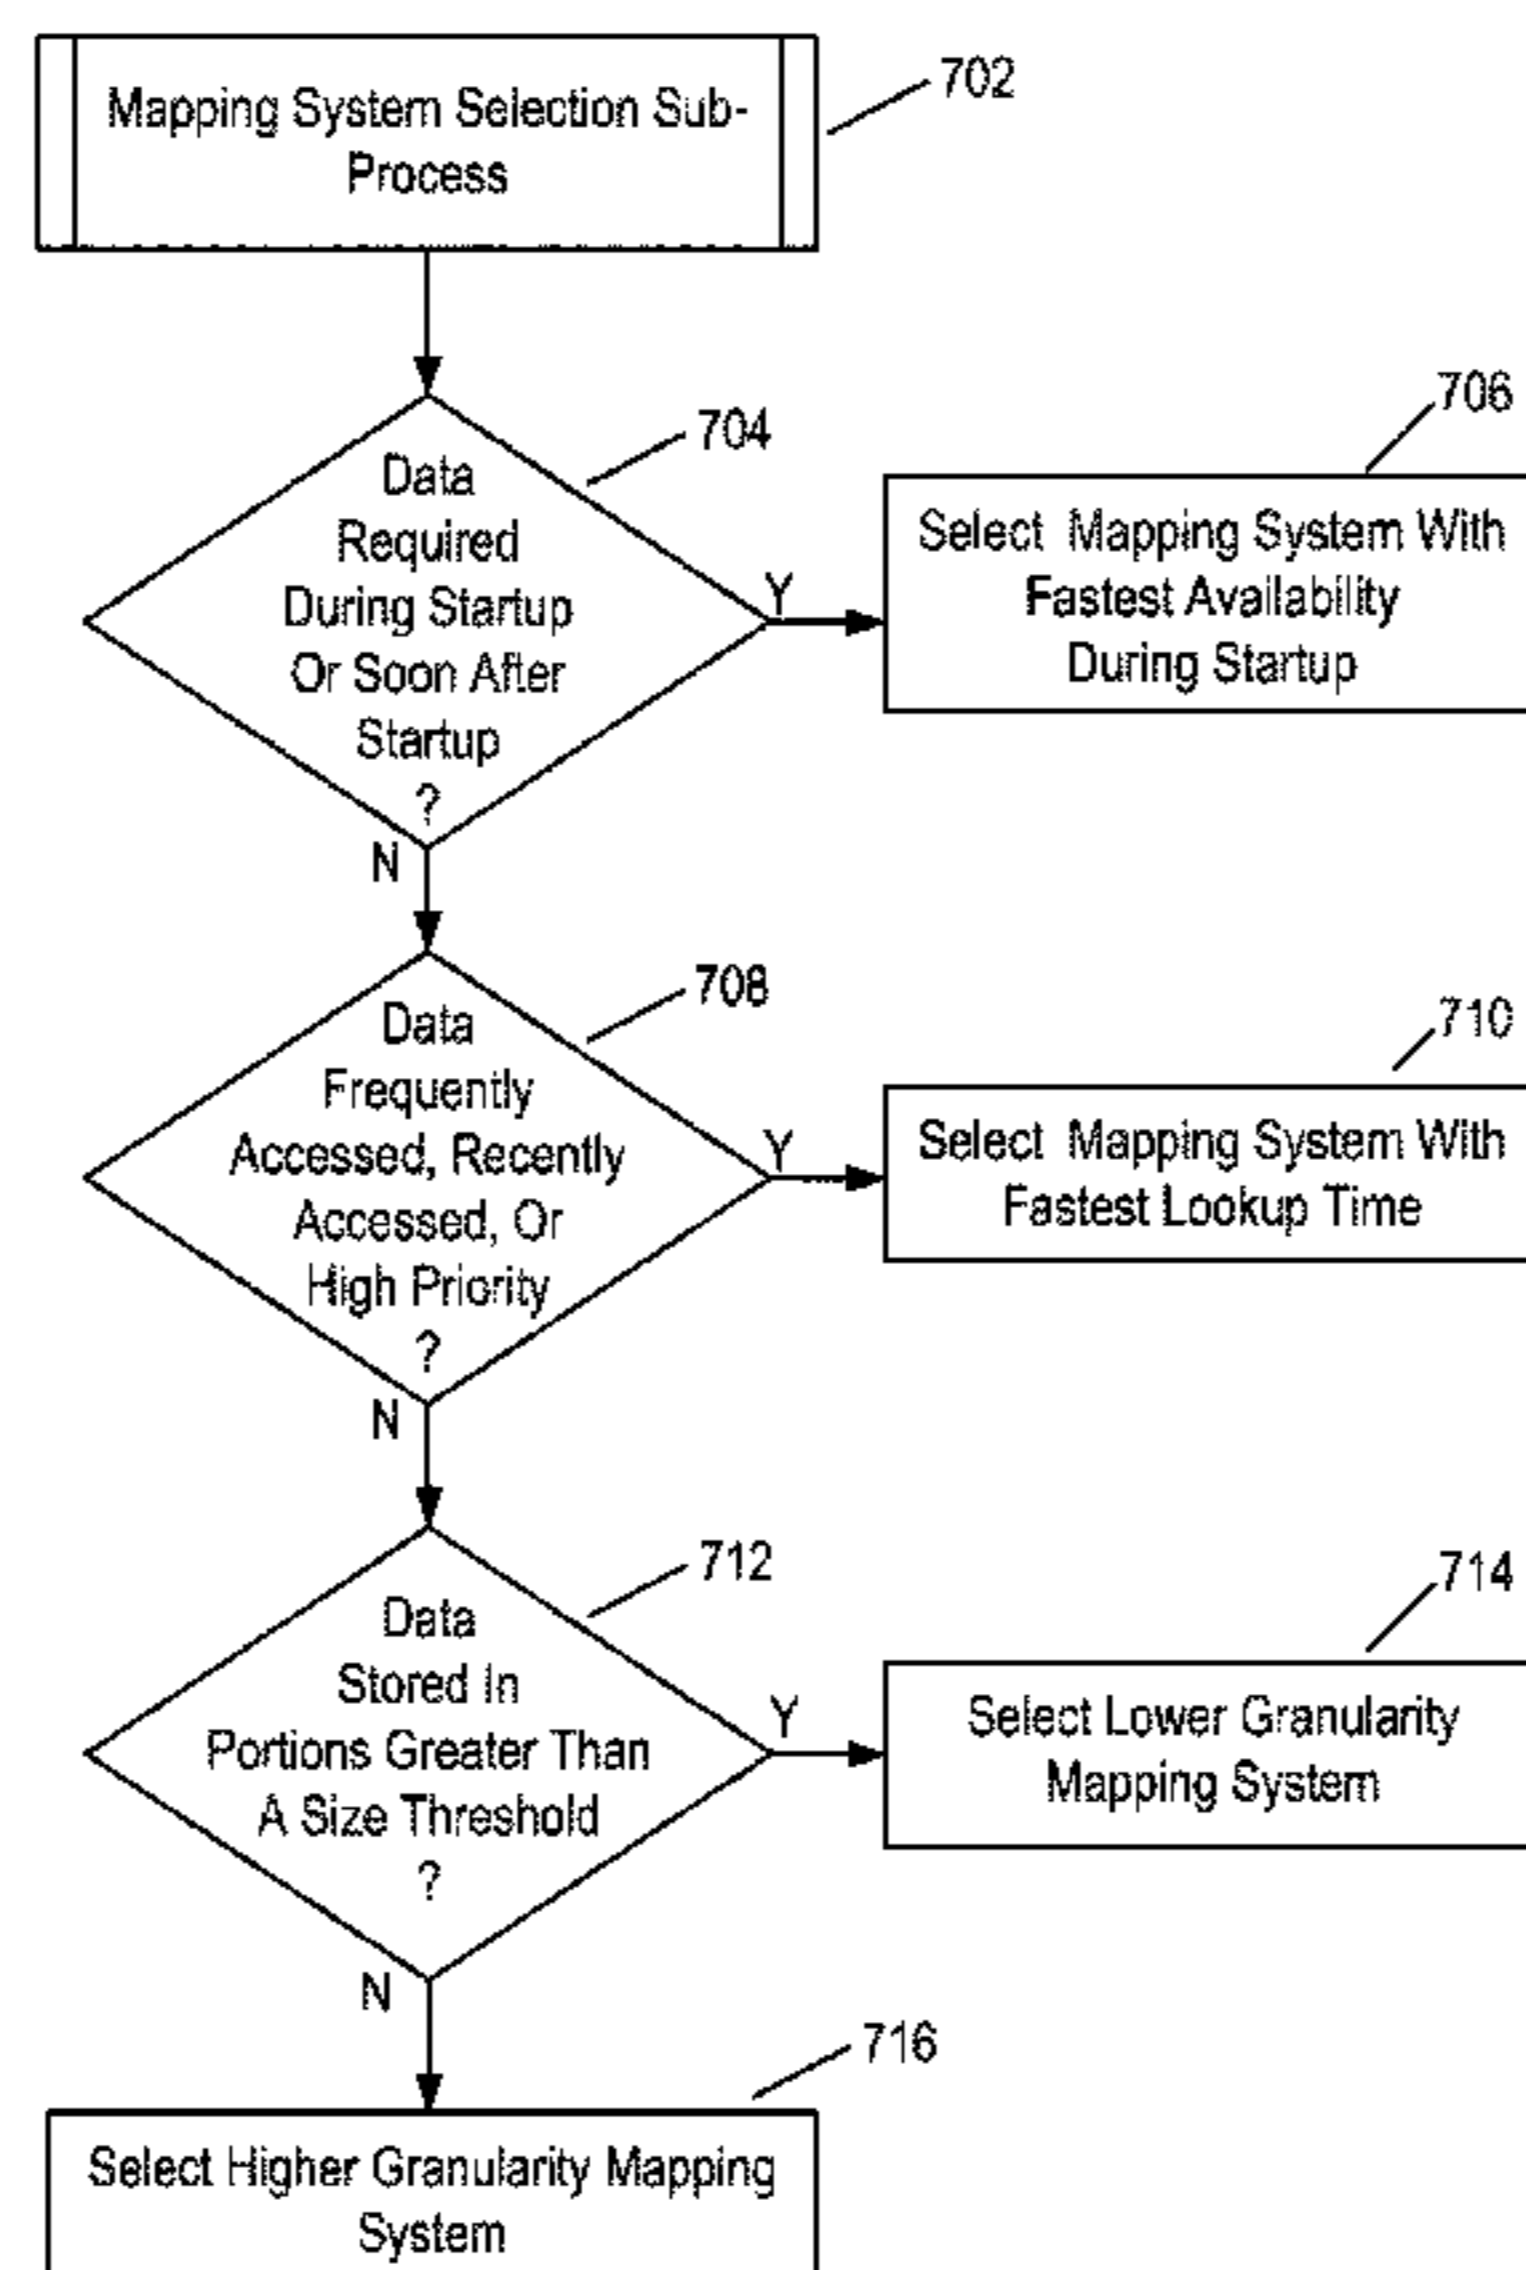 Mapping System Selection Sub-
Process
702
704
Data
Required
During Startup
Or Soon After
Startup
?
Y
N
706
Select Mapping System With
Fastest Availability
During Startup
708
Data
Frequently
Accessed, Recently
Accessed, Or
High Priority
?
Y
N
710
Select Mapping System With
Fastest Lookup Time
712
Data
Stored In
Portions Greater Than
A Size Threshold
?
Y
N
714
Select Lower Granularity
Mapping System
716
Select Higher Granularity Mapping
System